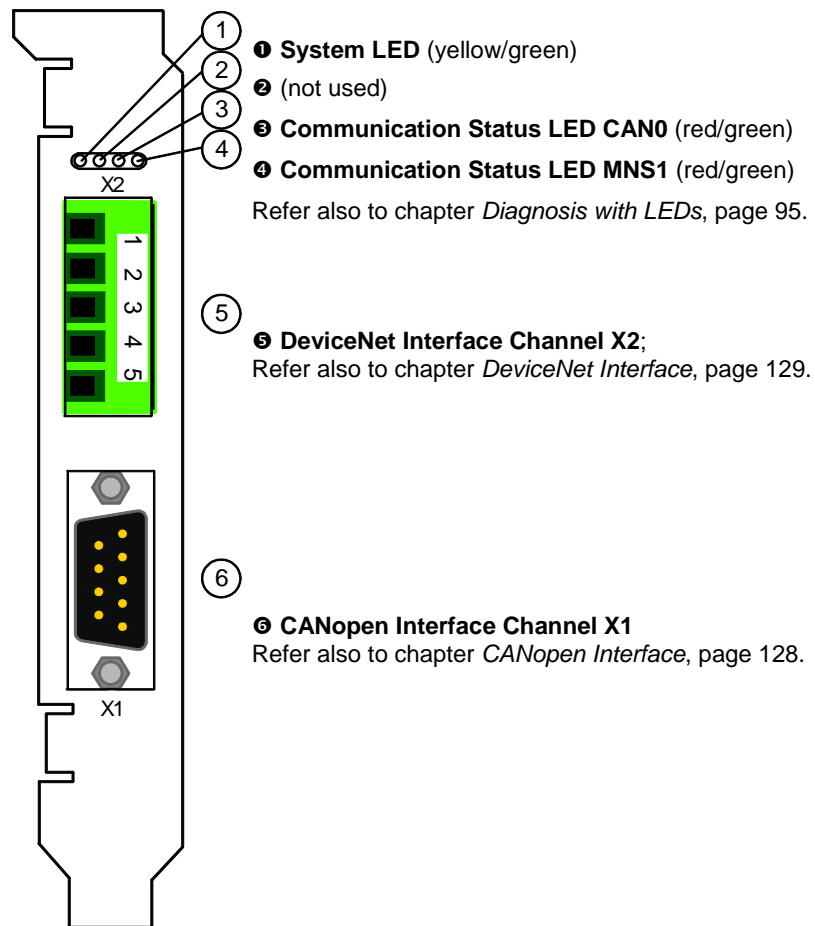 1
❶ System LED (yellow/green)
2
❷ (not used)
3
❸ Communication Status LED CAN0 (red/green)
4
❹ Communication Status LED MNS1 (red/green)
X2
Refer also to chapter Diagnosis with LEDs, page 95.
1
2
3
4
5
5
❺ DeviceNet Interface Channel X2;
Refer also to chapter DeviceNet Interface, page 129.
6
❻ CANopen Interface Channel X1
Refer also to chapter CANopen Interface, page 128.
X1